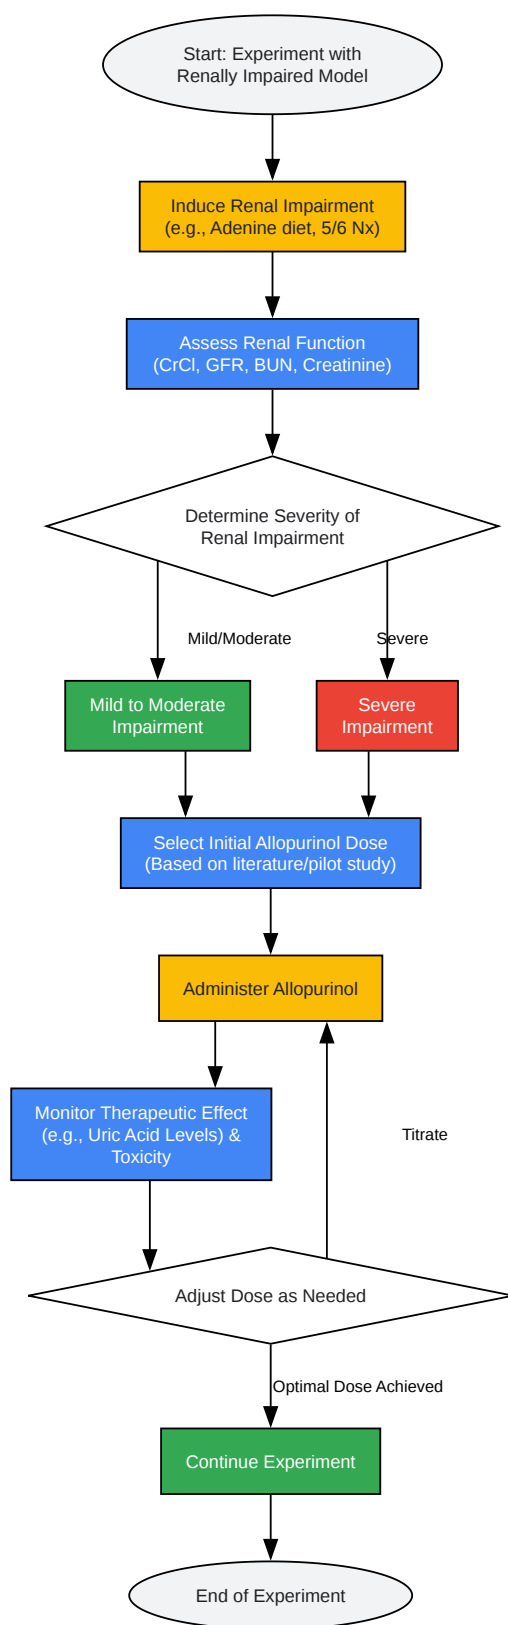 Start: Experiment with
Renally Impaired Model
Induce Renal Impairment
(e.g., Adenine diet, 5/6 Nx)
Assess Renal Function
(CrCl, GFR, BUN, Creatinine)
Determine Severity of
Renal Impairment
Mild/Moderate
Severe
Mild to Moderate
Impairment
Severe
Impairment
Select Initial Allopurinol Dose
(Based on literature/pilot study)
Administer Allopurinol
Monitor Therapeutic Effect
(e.g., Uric Acid Levels) &
Toxicity
Titrate
Adjust Dose as Needed
Optimal Dose Achieved
Continue Experiment
End of Experiment